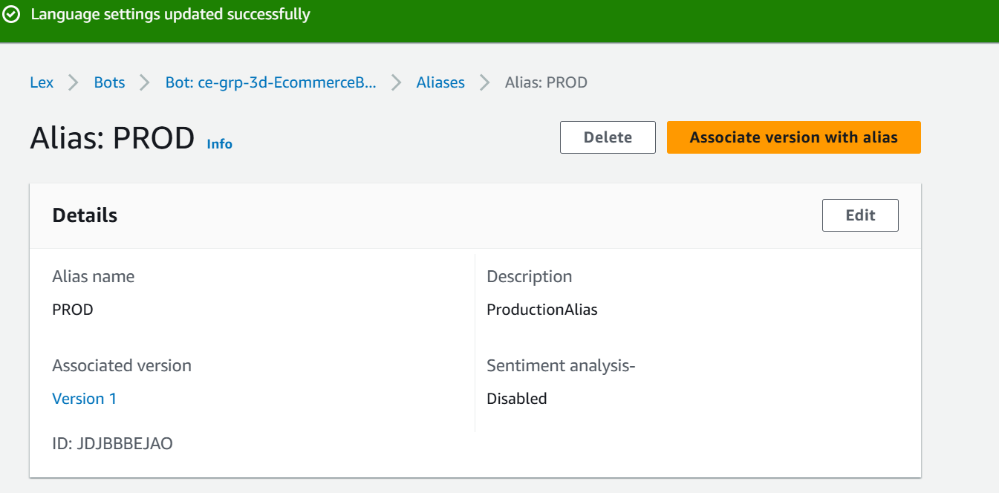 Language settings updated successfully
Lex > Bots > Bot: ce-grp-3d-EcommerceB... > Aliases > Alias: PROD
Alias: PROD Info
Delete
Associate version with alias
Details
Edit
Alias name
PROD
Description
ProductionAlias
Associated version
Version 1
Sentiment analysis-
Disabled
ID: JDJBBBEJAO